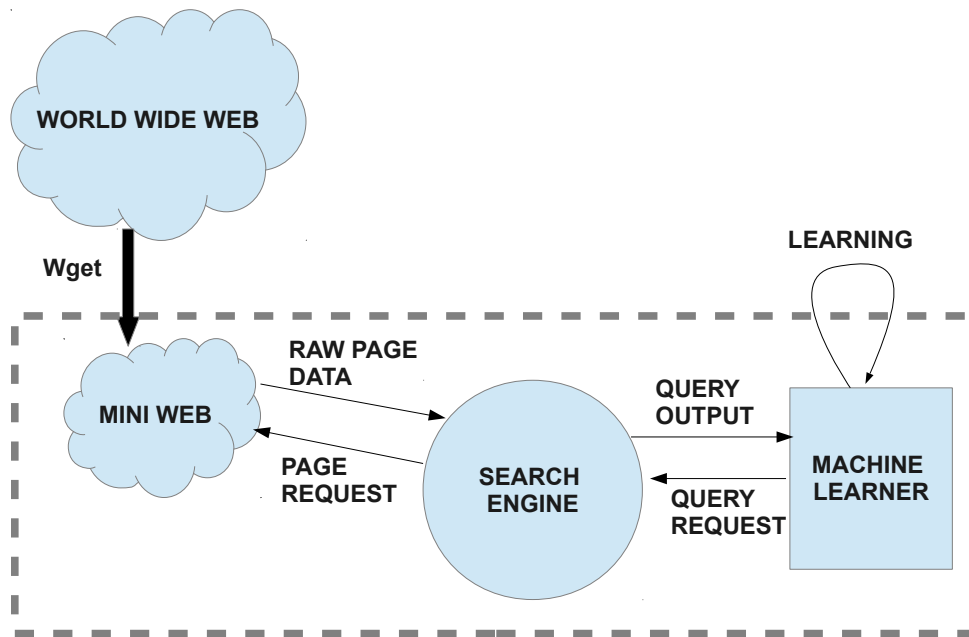 WORLD WIDE WEB
Wget
LEARNING
RAW PAGE
DATA
MINI WEB
PAGE
REQUEST
SEARCH
ENGINE
QUERY
OUTPUT
QUERY
REQUEST
MACHINE
LEARNER